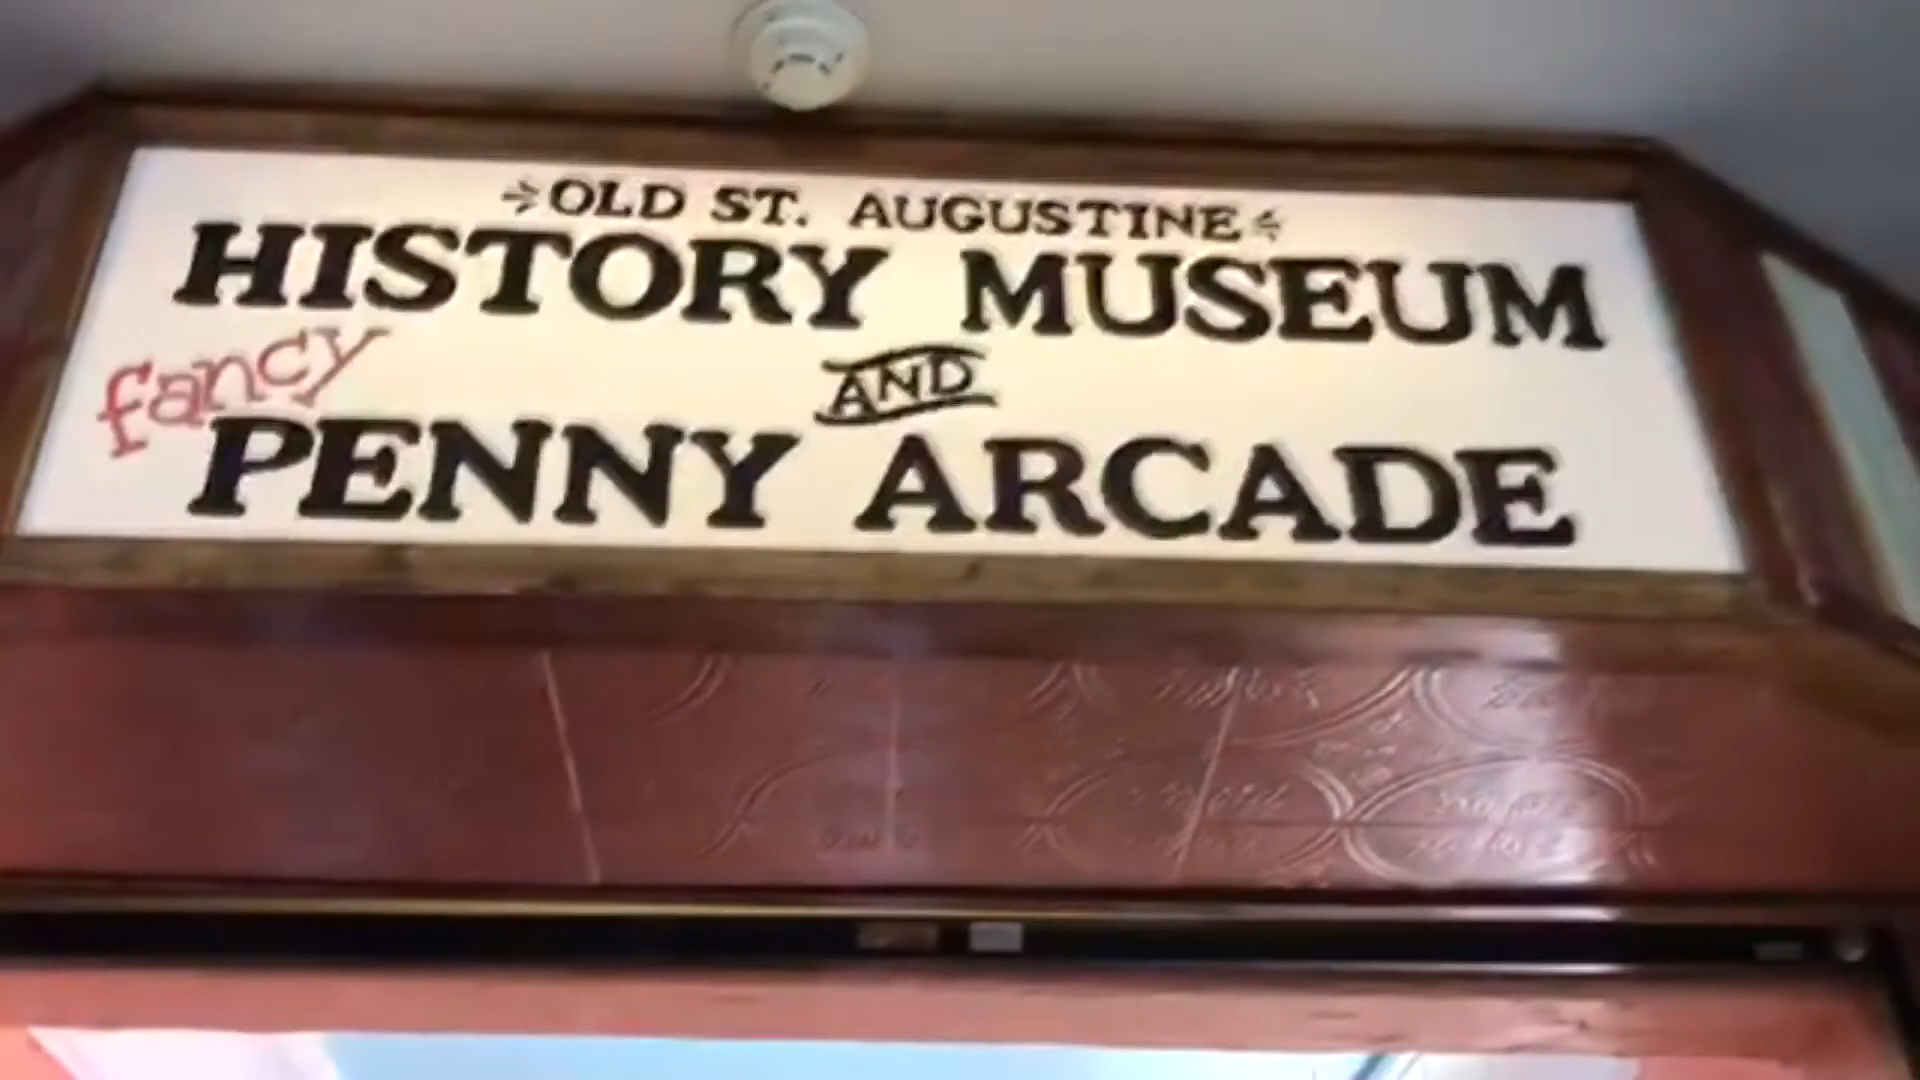 OLD ST. AUGUSTINE
HISTORY MUSEUM
AND
fancy
PENNY ARCADE